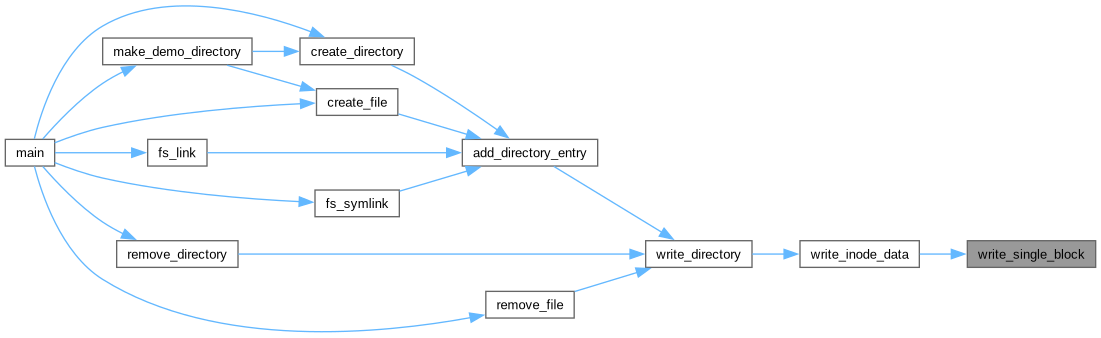 make_demo_directory
create_directory
create_file
main
fs_link
add_directory_entry
fs_symlink
remove_directory
write_directory
write_inode_data
write_single_block
remove_file